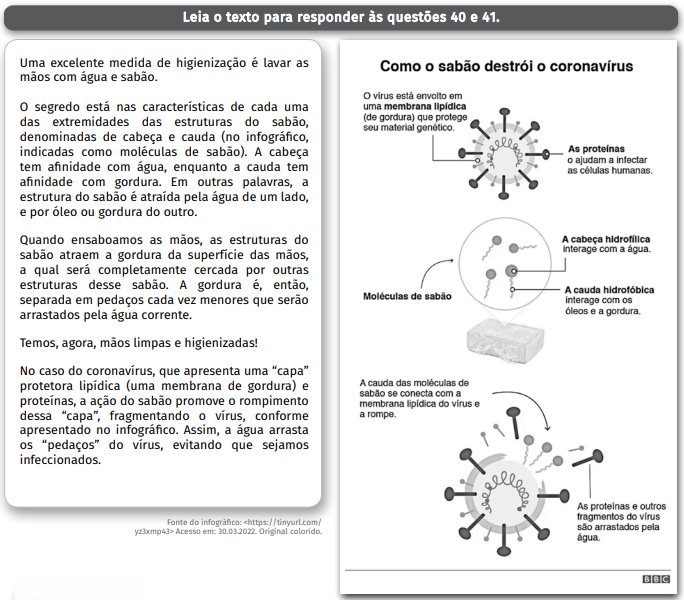 Leia o texto para responder às questões 40 e 41.
Uma excelente medida de higienização é lavar as
mãos com água e sabão.
O segredo está nas características de cada uma
das extremidades das estruturas do sabão,
denominadas de cabeça e cauda (no infográfico,
indicadas como moléculas de sabão). A cabeça
tem afinidade com água, enquanto a cauda tem
afinidade com gordura. Em outras palavras, a
estrutura do sabão é atraída pela água de um lado,
e por óleo ou gordura do outro.
Quando ensaboamos as mãos, as estruturas do
sabão atraem a gordura da superfície das mãos,
a qual será completamente cercada por outras
estruturas desse sabão. A gordura é, então,
separada em pedaços cada vez menores que serão
arrastados pela água corrente.
Temos, agora, mãos limpas e higienizadas!
No caso do coronavírus, que apresenta uma “capa”
protetora lipídica (uma membrana de gordura) e
proteínas, a ação do sabão promove o rompimento
dessa “capa”, fragmentando o vírus, conforme
apresentado no infográfico. Assim, a água arrasta
os “pedaços” do vírus, evitando que sejamos
infeccionados.
Fonte do infográfico: <https://tinyurl.com/
yz3xmp43> Acesso em: 30.03.2022. Original colorido.
Como o sabão destrói o coronavírus
O vírus está envolto em
uma membrana lipídica
(de gordura) que protege
seu material genético.
As proteínas
o ajudam a infectar
as células humanas.
A cabeça hidrofílica
interage com a água.
Moléculas de sabão
A cauda hidrofóbica
interage com os
óleos e a gordura.
A cauda das moléculas de
sabão se conecta com a
membrana lipídica do vírus e
a rompe.
As proteínas e outros
fragmentos do vírus
são arrastados pela
água.
BBC